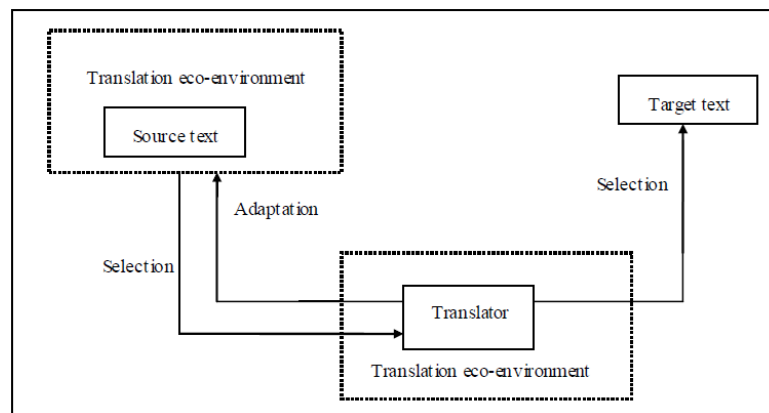 Translation eco-environment
Source text
Target text
Selection
Adaptation
Selection
Translator
Translation eco-environment